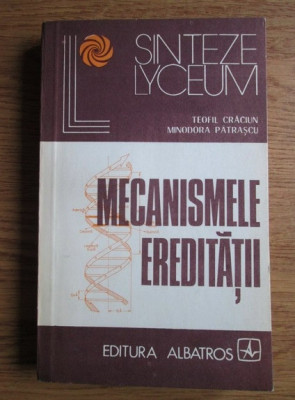 SINTEZE
LYCEUM
TEOFIL CRĂCIUN
MINODORA PĂTRAȘCU
MECANISMELE
EREDITĂȚII
EDITURA ALBATROS